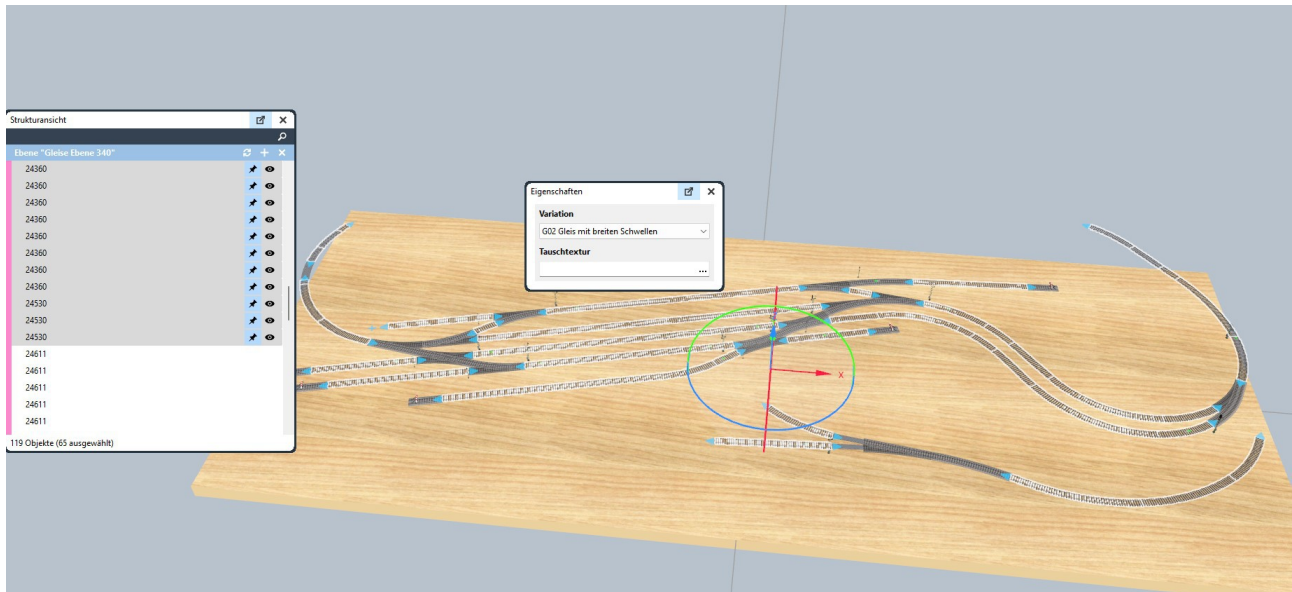 Strukturansicht
Ebene "Gleise Ebene 340"
24360
24360
24360
24360
24360
24360
24360
24360
24530
24530
24530
24611
24611
24611
24611
24611
119 Objekte (65 ausgewählt)
Eigenschaften
Variation
G02 Gleis mit breiten Schwellen
Tauschtextur
...
X